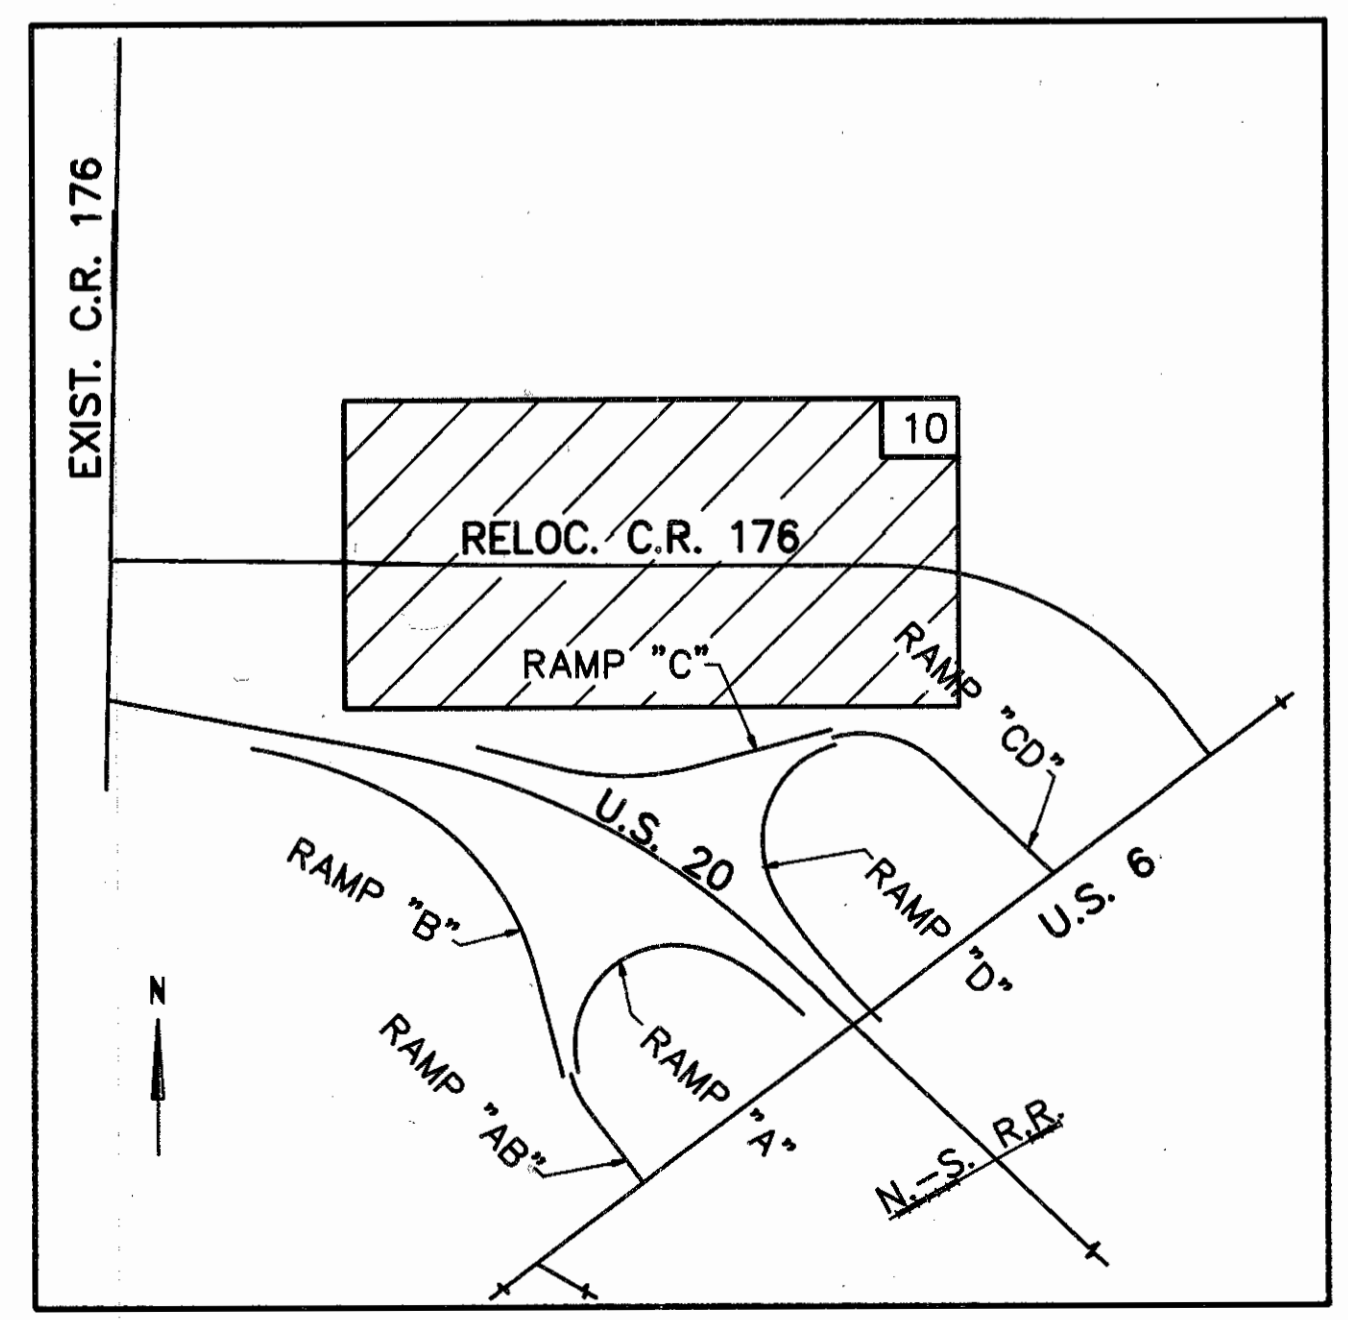 EXIST. C.R. 176
10
RELOC. C.R. 176
RAMP "C"
RAMP "CD"
U.S. 20
U.S. 6
RAMP "B"
RAMP "D"
N
RAMP "A"
RAMP "AB"
N.-S. R.R.